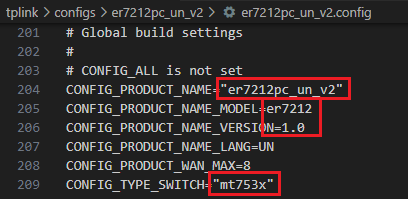 tplink > configs > er7212pc_un_v2 > er7212pc_un_v2.config
201 # Global build settings
202 #
203 # CONFIG_ALL is not set
204 CONFIG_PRODUCT_NAME="er7212pc_un_v2"
205 CONFIG_PRODUCT_NAME_MODEL=er7212
206 CONFIG_PRODUCT_NAME_VERSION=1.0
207 CONFIG_PRODUCT_NAME_LANG=UN
208 CONFIG_PRODUCT_WAN_MAX=8
209 CONFIG_TYPE_SWITCH="mt753x"